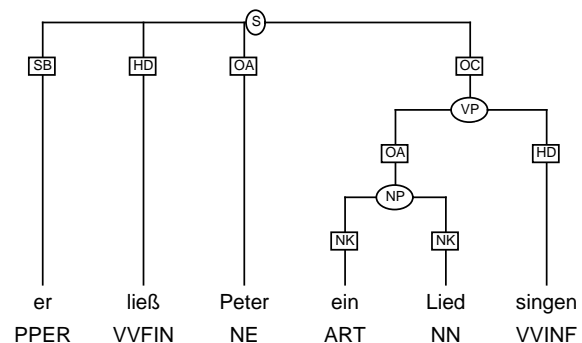 S
SB HD OA OC
VP
OA HD
NP
NK NK
er ließ Peter ein Lied singen
PPER VVFIN NE ART NN VVINF